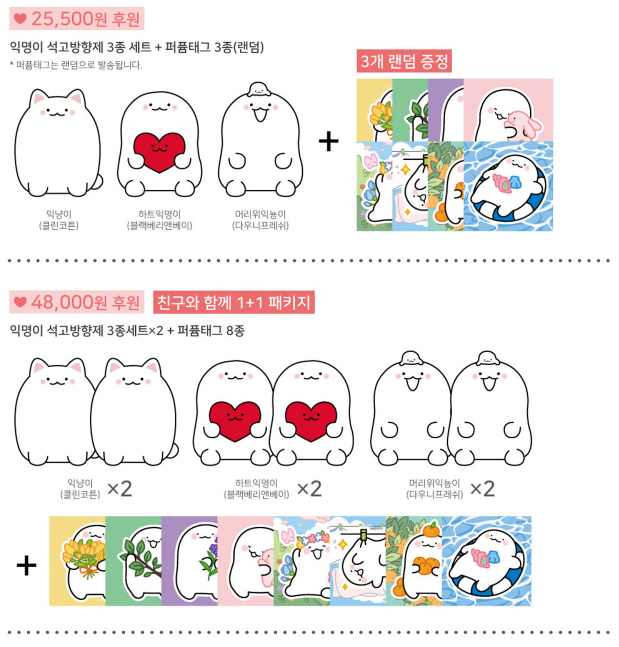 25,500원 후원
익명이 석고방향제 3종 세트 + 퍼퓸태그 3종(랜덤)
* 퍼퓸태그는 랜덤으로 발송됩니다.
3개 랜덤 증정
+
익냥이
(클린코튼)
하트익명이
(블랙베리앤베이)
머리위익뇽이
(다우니프레쉬)
48,000원 후원 친구와 함께 1+1 패키지
익명이 석고방향제 3종세트×2 + 퍼퓸태그 8종
익냥이
(클린코튼) ×2
하트익명이
(블랙베리앤베이) ×2
머리위익뇽이
(다우니프레쉬) ×2
+